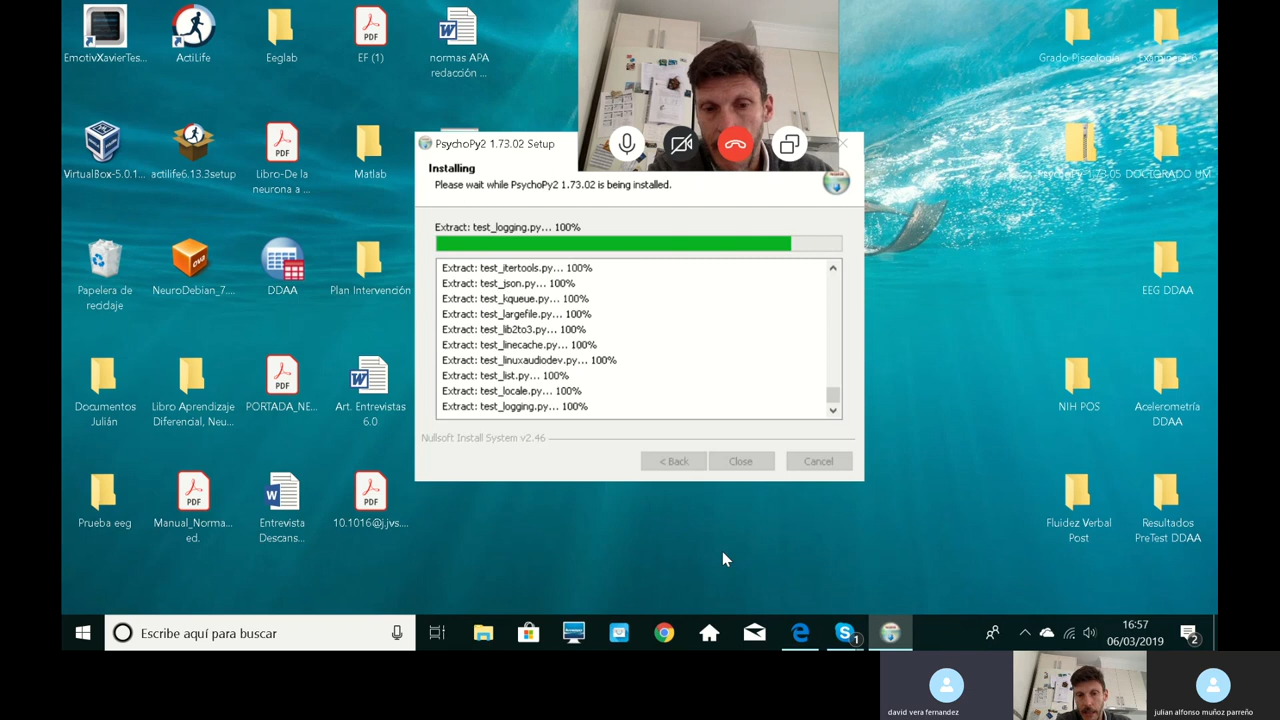 EmotivXavierTes...
ActiLife
Eeglab
EF (1)
normas APA
redacción ...
Grado Piscología
VirtualBox-5.0.1...
actilife6.13.3setup
Libro-De la
neurona a ...
Matlab
PsychoPy-1.73.05
DOCTORADO UM
Papelera de
reciclaje
NeuroDebian_7....
DDAA
Plan Intervención
EEG DDAA
Documentos
Julián
Libro Aprendizaje
Diferencial, Neu...
PORTADA_NE...
Art. Entrevistas
6.0
NIH POS
Acelerometría
DDAA
Prueba eeg
Manual_Norma...
ed.
Entrevista
Descans...
10.1016@j.jvs....
Fluidez Verbal
Post
Resultados
PreTest DDAA
PsychoPy2 1.73.02 Setup
Installing
Please wait while PsychoPy2 1.73.02 is being installed.
Extract: test_logging.py... 100%
Extract: test_itertools.py... 100%
Extract: test_json.py... 100%
Extract: test_kqueue.py... 100%
Extract: test_largefile.py... 100%
Extract: test_lib2to3.py... 100%
Extract: test_linecache.py... 100%
Extract: test_linuxaudiodev.py... 100%
Extract: test_list.py... 100%
Extract: test_locale.py... 100%
Extract: test_logging.py... 100%
Nullsoft Install System v2.46
< Back
Close
Cancel
Escribe aquí para buscar
1
16:57
06/03/2019
2
david vera fernandez
julian alfonso muñoz parreño